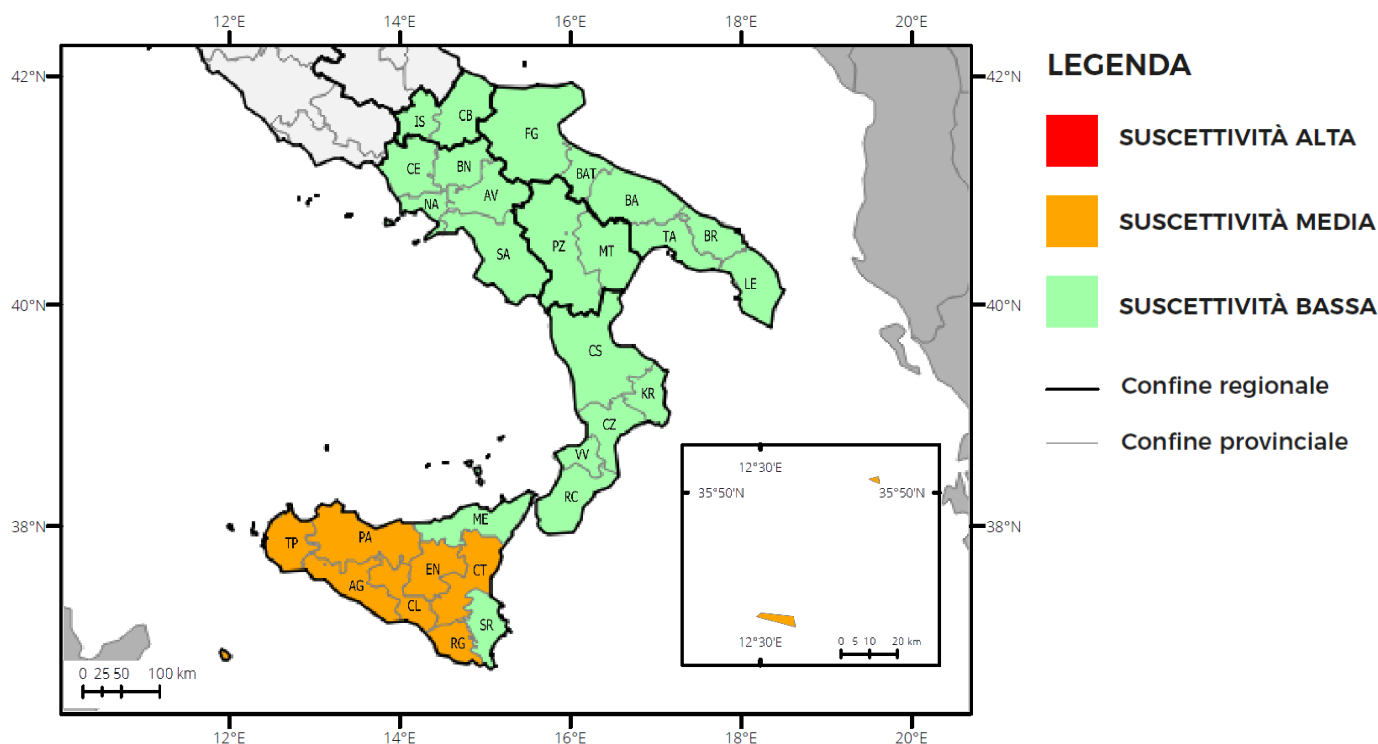 12°E 14°E 16°E 18°E 20°E
42°N 42°N
40°N 40°N
38°N 38°N
12°E 14°E 16°E 18°E 20°E
IS
CB
FG
CE
BN
BAT
AV
NA
BA
SA
PZ
MT
TA
BR
LE
CS
KR
CZ
VV
RC
ME
TP
PA
AG
EN
CT
CL
SR
RG
0 25 50 100 km
12°30'E
35°50'N 35°50'N
12°30'E
0 5 10 20 km
LEGENDA
SUSCETTIVITÀ ALTA
SUSCETTIVITÀ MEDIA
SUSCETTIVITÀ BASSA
Confine regionale
Confine provinciale